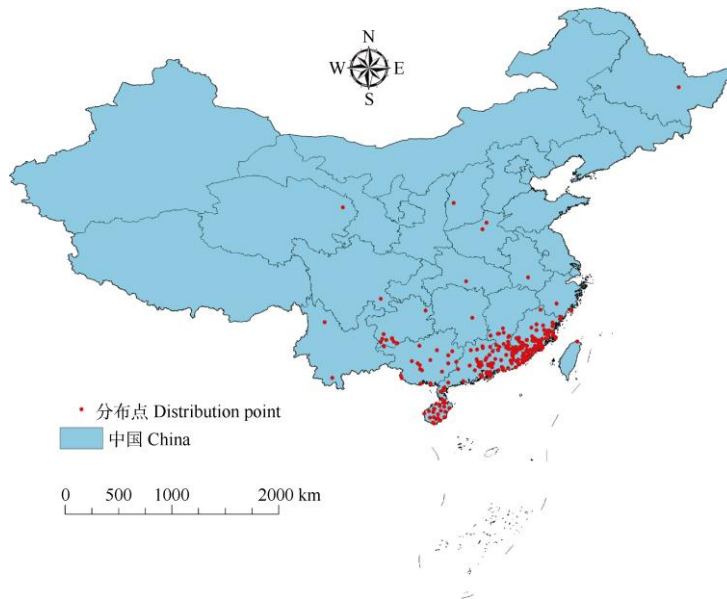 N
W E
S
分布点 Distribution point
中国 China
0 500 1000 2000 km